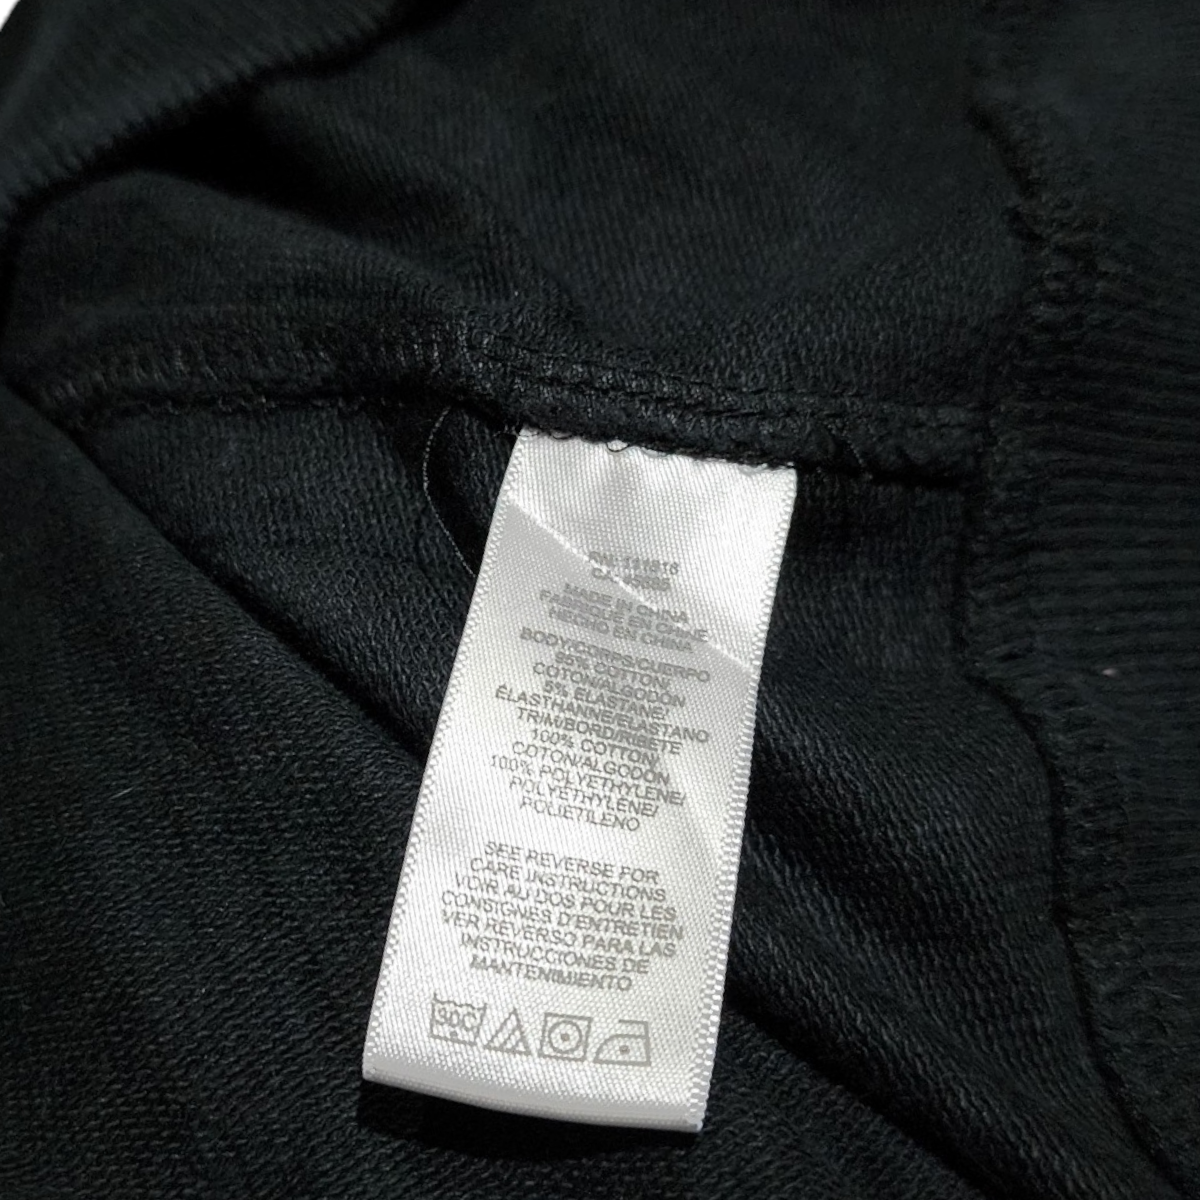 MADE IN CHINA
FABRIQUÉ EN CHINE
HECHO EN CHINA
BODY/CORPS/CUERPO
95% COTTON/
COTON/ALGODÓN
5% ELASTANE/
ÉLASTHANNE/ELASTANO
TRIM/BORD/RIBETE
100% COTTON/
COTON/ALGODÓN
100% POLYETHYLENE/
POLYETHYLÈNE/
POLIETILENO
SEE REVERSE FOR
CARE INSTRUCTIONS
VOIR AU DOS POUR LES
CONSIGNES D'ENTRETIEN
VER REVERSO PARA LAS
INSTRUCCIONES DE
MANTENIMIENTO
30C